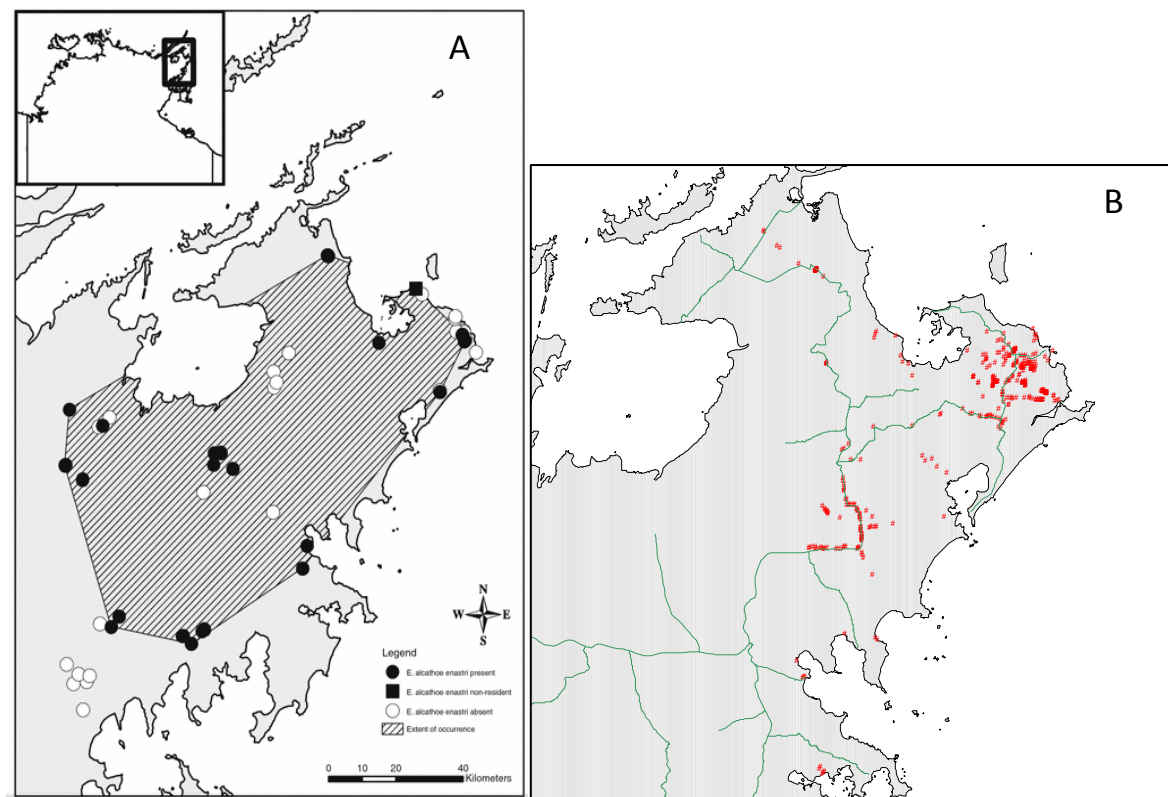 A
B
N
W E
S
Legend
E. alcathoe enastri present
E. alcathoe enastri non-resident
E. alcathoe enastri absent
Extent of occurrence
0 10 20 40
Kilometers